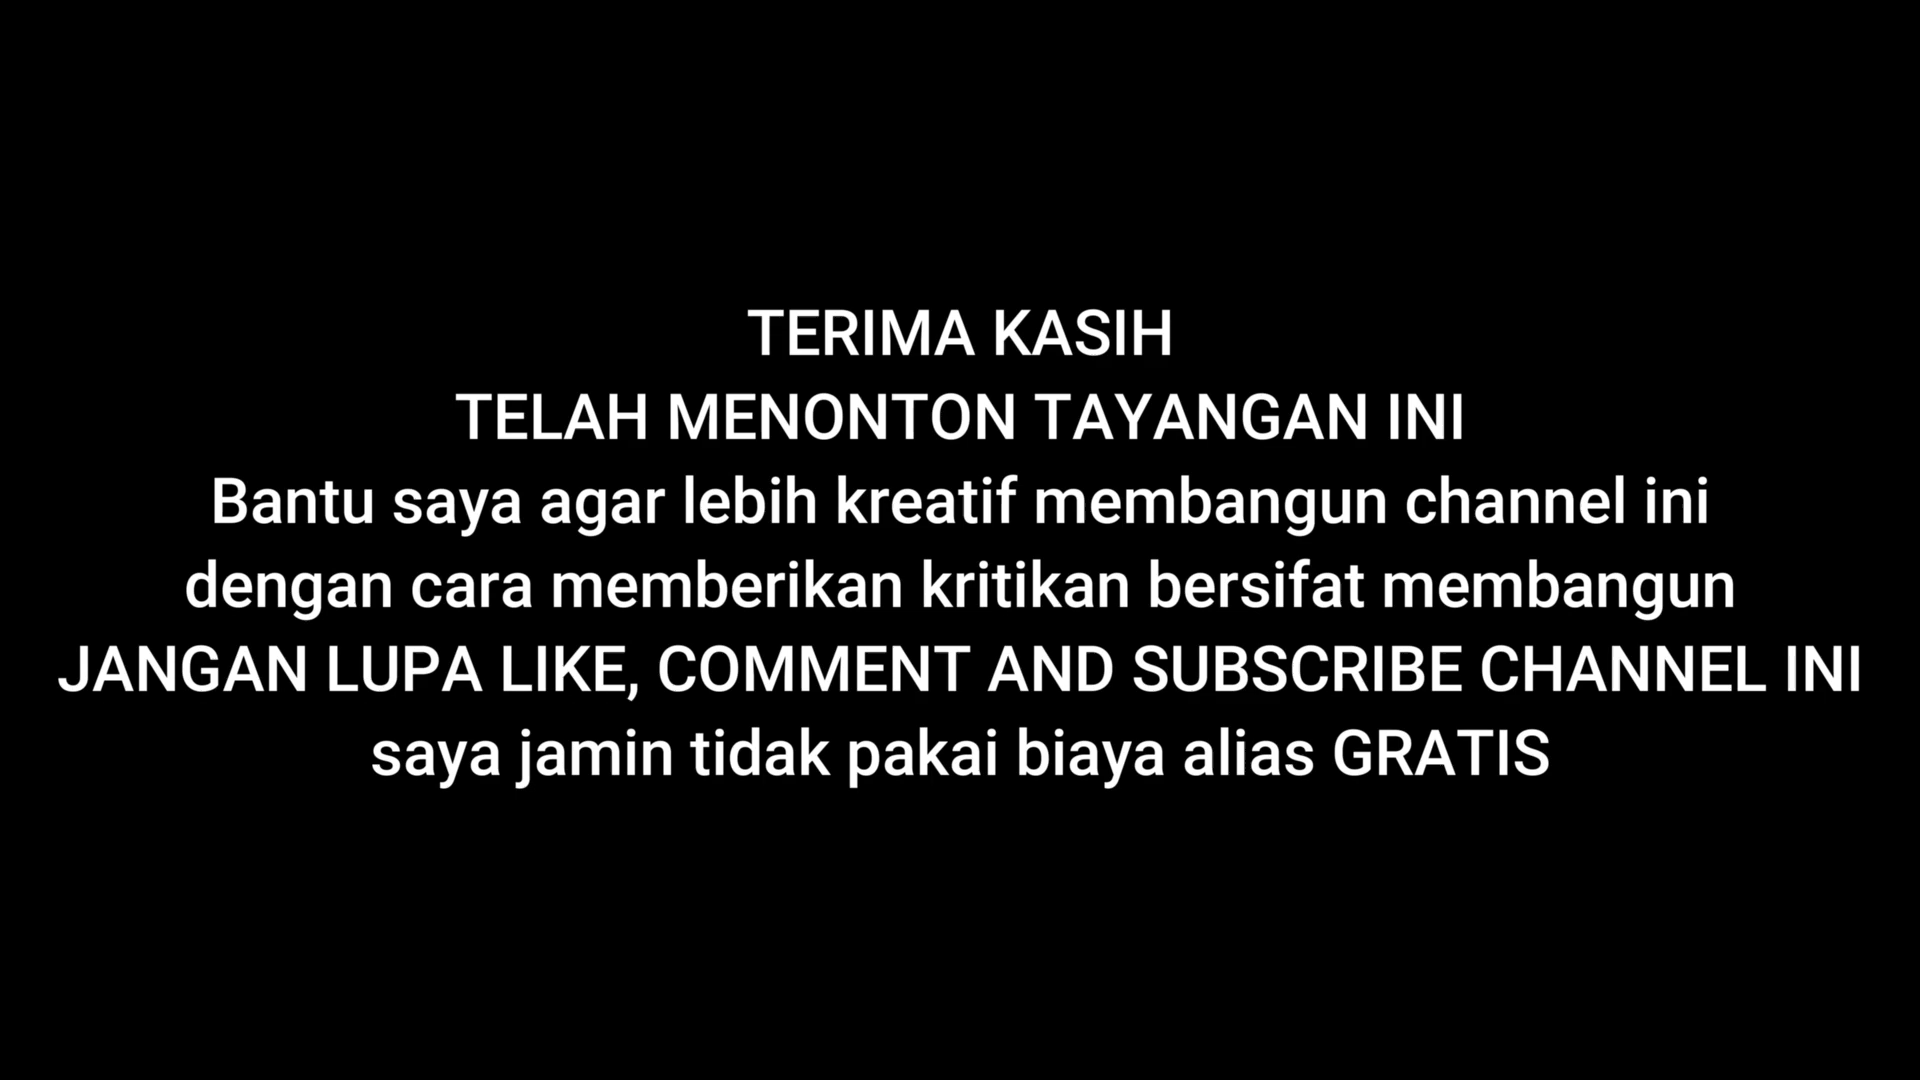 TERIMA KASIH
TELAH MENONTON TAYANGAN INI
Bantu saya agar lebih kreatif membangun channel ini
dengan cara memberikan kritikan bersifat membangun
JANGAN LUPA LIKE, COMMENT AND SUBSCRIBE CHANNEL INI
saya jamin tidak pakai biaya alias GRATIS